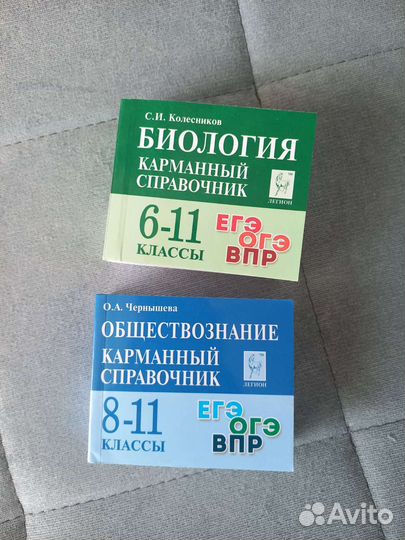 С.И. Колесников
БИОЛОГИЯ
КАРМАННЫЙ
СПРАВОЧНИК
ЛЕГИОН
6-11
КЛАССЫ
ЕГЭ
ОГЭ
ВПР
О.А. Чернышева
ОБЩЕСТВОЗНАНИЕ
КАРМАННЫЙ
СПРАВОЧНИК
ЛЕГИОН
8-11
КЛАССЫ
ЕГЭ
ОГЭ
ВПР
Avito